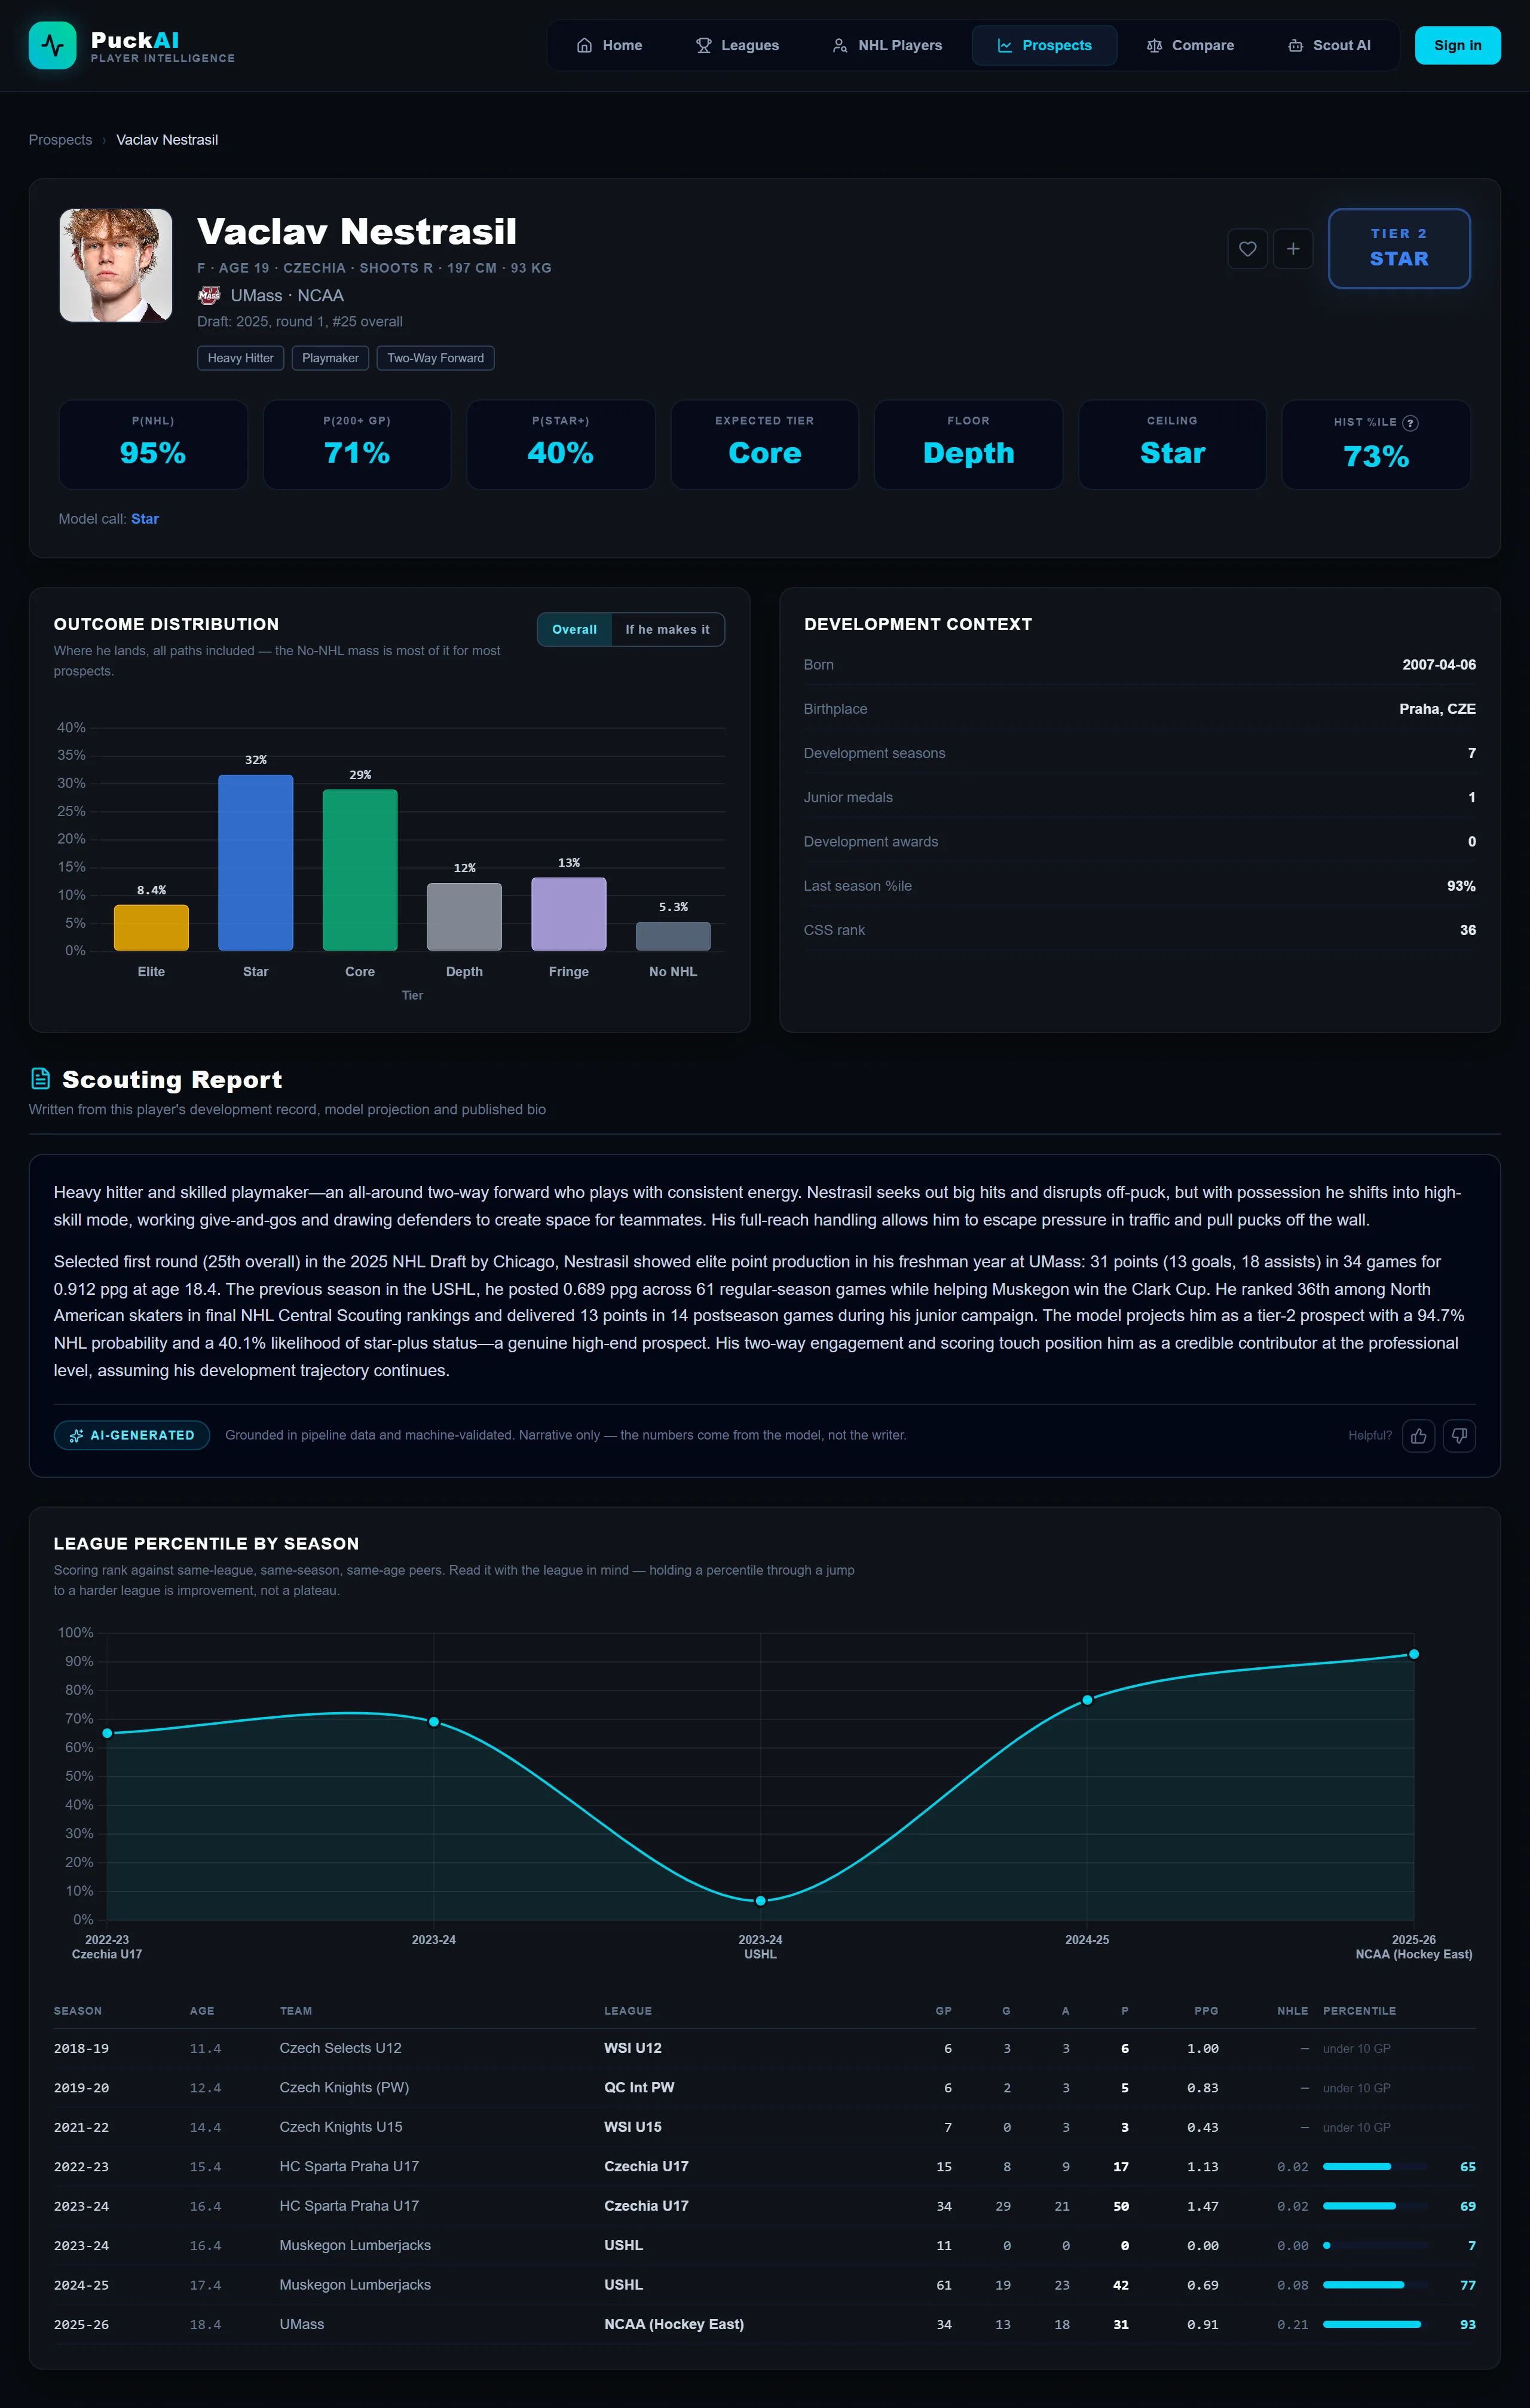 PuckAI
PLAYER INTELLIGENCE
Home
Leagues
NHL Players
Prospects
Compare
Scout AI
Sign in
Prospects › Vaclav Nestrasil
Vaclav Nestrasil
F · AGE 19 · CZECHIA · SHOOTS R · 197 CM · 93 KG
MASS
UMass · NCAA
Draft: 2025, round 1, #25 overall
Heavy Hitter
Playmaker
Two-Way Forward
TIER 2
STAR
P(NHL)
95%
P(200+ GP)
71%
P(STAR+)
40%
EXPECTED TIER
Core
FLOOR
Depth
CEILING
Star
HIST %ILE ?
73%
Model call: Star
OUTCOME DISTRIBUTION
Where he lands, all paths included — the No-NHL mass is most of it for most
prospects.
Overall
If he makes it
40%
35%
30%
25%
20%
15%
10%
5%
0%
8.4%
32%
29%
12%
13%
5.3%
Elite
Star
Core
Depth
Fringe
No NHL
Tier
DEVELOPMENT CONTEXT
Born 2007-04-06
Birthplace Praha, CZE
Development seasons 7
Junior medals 1
Development awards 0
Last season %ile 93%
CSS rank 36
Scouting Report
Written from this player's development record, model projection and published bio
Heavy hitter and skilled playmaker—an all-around two-way forward who plays with consistent energy. Nestrasil seeks out big hits and disrupts off-puck, but with possession he shifts into high-
skill mode, working give-and-gos and drawing defenders to create space for teammates. His full-reach handling allows him to escape pressure in traffic and pull pucks off the wall.
Selected first round (25th overall) in the 2025 NHL Draft by Chicago, Nestrasil showed elite point production in his freshman year at UMass: 31 points (13 goals, 18 assists) in 34 games for
0.912 ppg at age 18.4. The previous season in the USHL, he posted 0.689 ppg across 61 regular-season games while helping Muskegon win the Clark Cup. He ranked 36th among North
American skaters in final NHL Central Scouting rankings and delivered 13 points in 14 postseason games during his junior campaign. The model projects him as a tier-2 prospect with a 94.7%
NHL probability and a 40.1% likelihood of star-plus status—a genuine high-end prospect. His two-way engagement and scoring touch position him as a credible contributor at the professional
level, assuming his development trajectory continues.
AI-GENERATED
Grounded in pipeline data and machine-validated. Narrative only — the numbers come from the model, not the writer.
Helpful?
LEAGUE PERCENTILE BY SEASON
Scoring rank against same-league, same-season, same-age peers. Read it with the league in mind — holding a percentile through a jump
to a harder league is improvement, not a plateau.
100%
90%
80%
70%
60%
50%
40%
30%
20%
10%
0%
2022-23
Czechia U17
2023-24
2023-24
USHL
2024-25
2025-26
NCAA (Hockey East)
SEASON AGE TEAM LEAGUE GP G A P PPG NHLE PERCENTILE
2018-19 11.4 Czech Selects U12 WSI U12 6 3 3 6 1.00 — under 10 GP
2019-20 12.4 Czech Knights (PW) QC Int PW 6 2 3 5 0.83 — under 10 GP
2021-22 14.4 Czech Knights U15 WSI U15 7 0 3 3 0.43 — under 10 GP
2022-23 15.4 HC Sparta Praha U17 Czechia U17 15 8 9 17 1.13 0.02 65
2023-24 16.4 HC Sparta Praha U17 Czechia U17 34 29 21 50 1.47 0.02 69
2023-24 16.4 Muskegon Lumberjacks USHL 11 0 0 0 0.00 0.00 7
2024-25 17.4 Muskegon Lumberjacks USHL 61 19 23 42 0.69 0.08 77
2025-26 18.4 UMass NCAA (Hockey East) 34 13 18 31 0.91 0.21 93